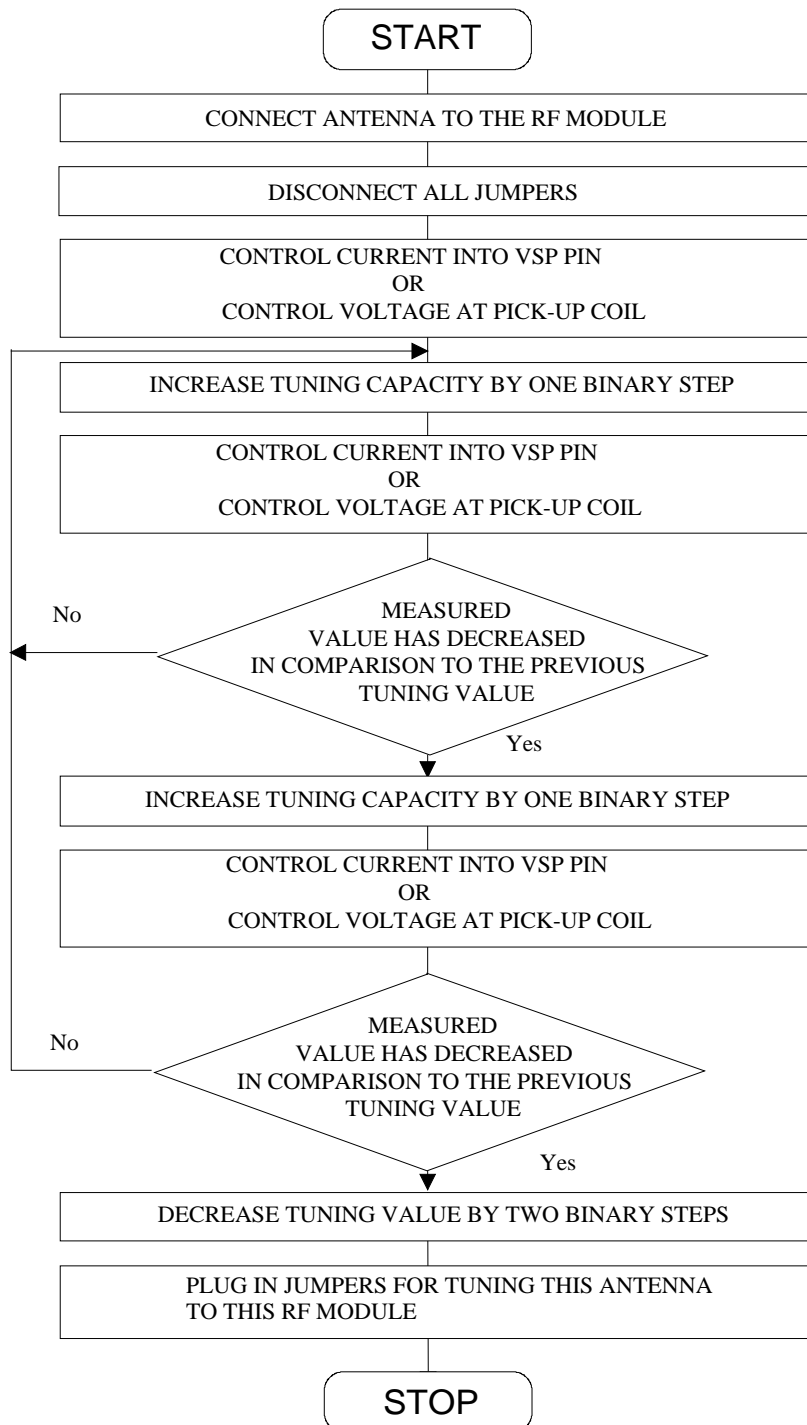 START
CONNECT ANTENNA TO THE RF MODULE
DISCONNECT ALL JUMPERS
CONTROL CURRENT INTO VSP PIN
OR
CONTROL VOLTAGE AT PICK-UP COIL
INCREASE TUNING CAPACITY BY ONE BINARY STEP
CONTROL CURRENT INTO VSP PIN
OR
CONTROL VOLTAGE AT PICK-UP COIL
No
MEASURED
VALUE HAS DECREASED
IN COMPARISON TO THE PREVIOUS
TUNING VALUE
Yes
INCREASE TUNING CAPACITY BY ONE BINARY STEP
CONTROL CURRENT INTO VSP PIN
OR
CONTROL VOLTAGE AT PICK-UP COIL
No
MEASURED
VALUE HAS DECREASED
IN COMPARISON TO THE PREVIOUS
TUNING VALUE
Yes
DECREASE TUNING VALUE BY TWO BINARY STEPS
PLUG IN JUMPERS FOR TUNING THIS ANTENNA
TO THIS RF MODULE
STOP